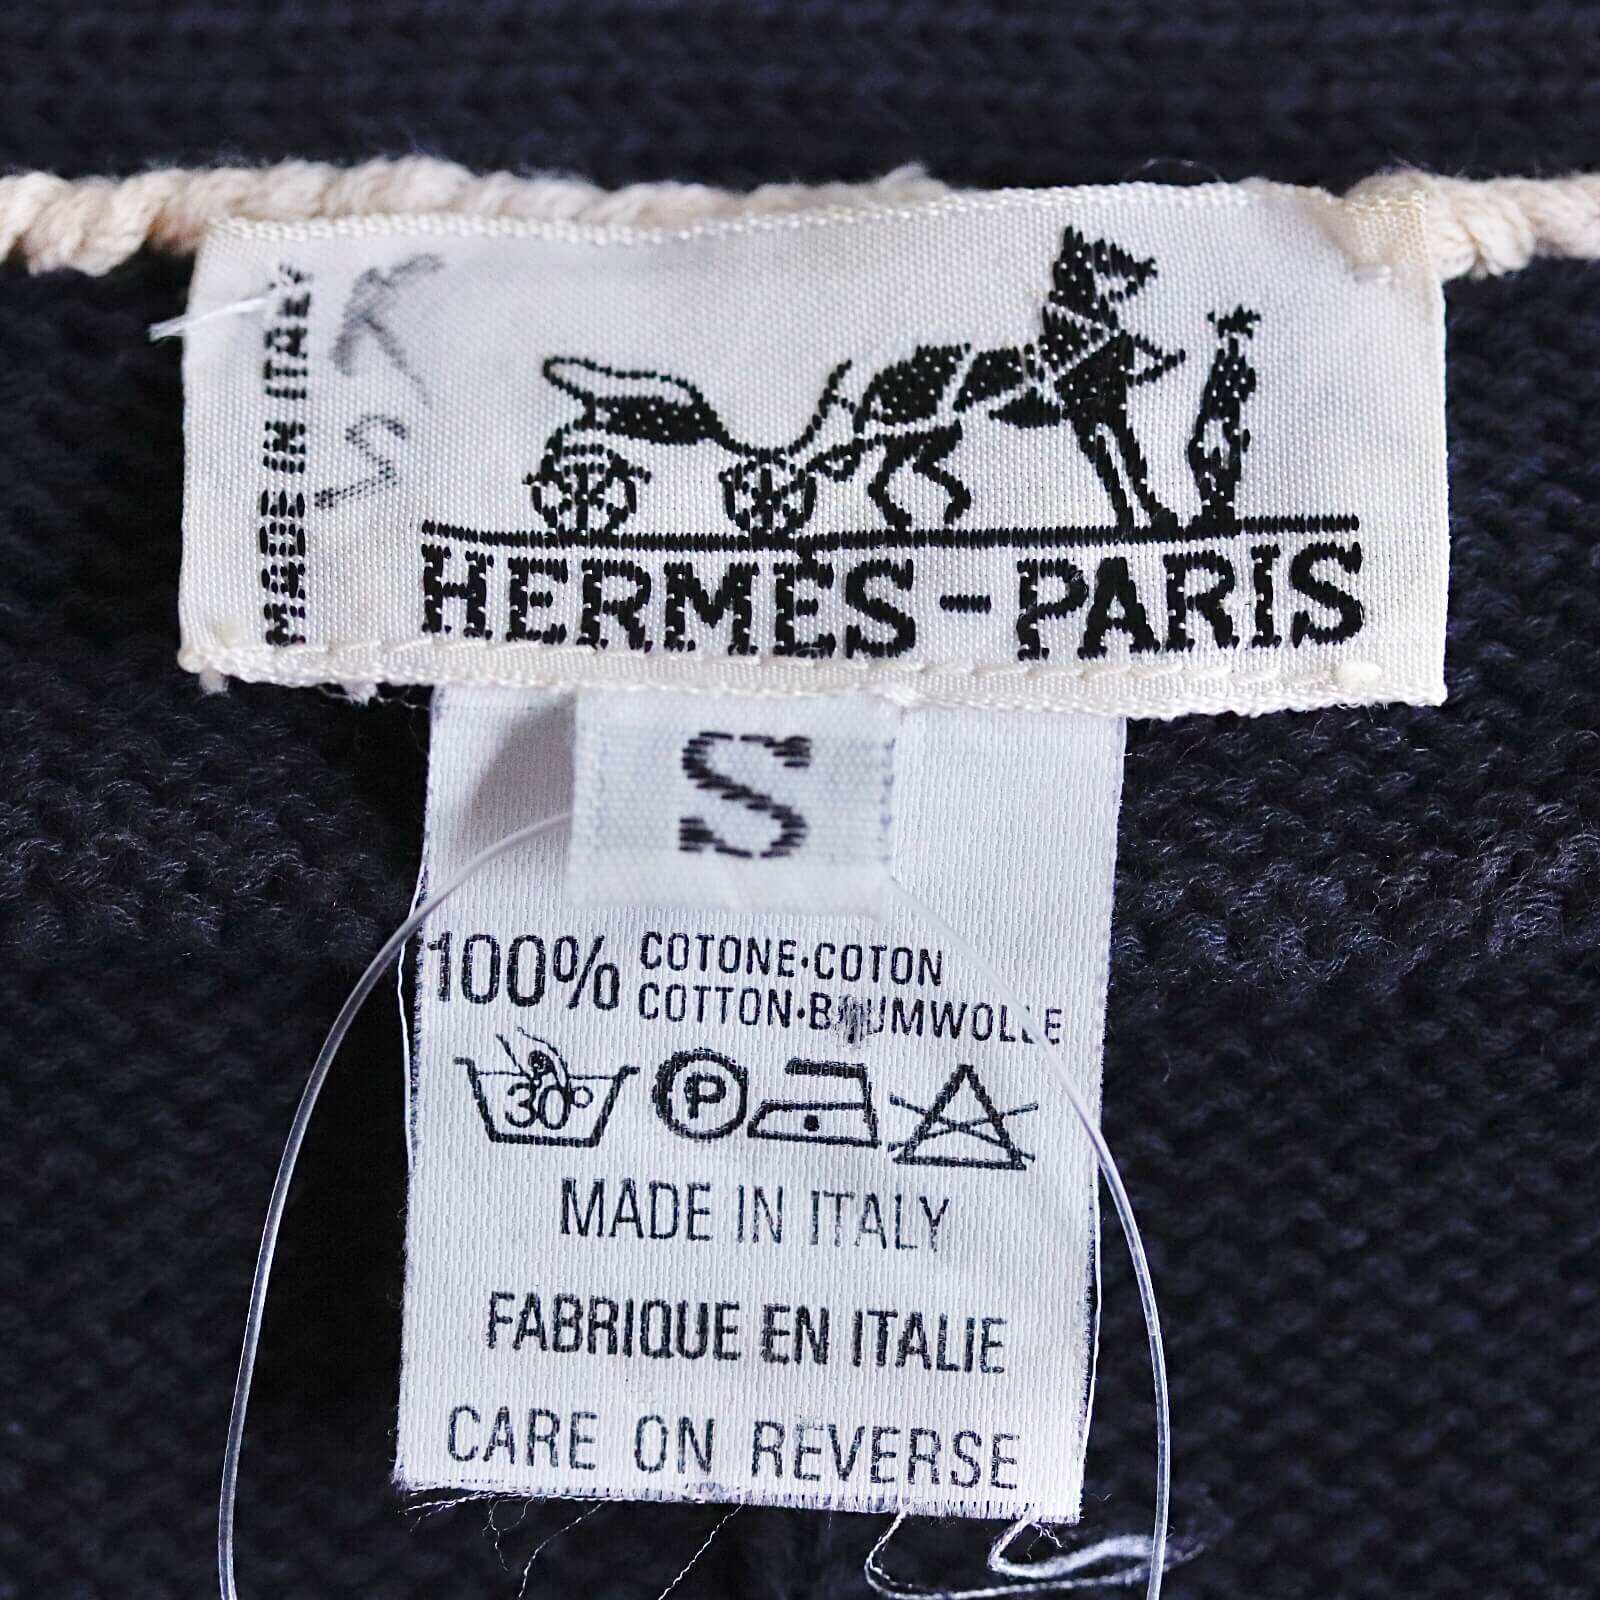 MADE IN ITALY
K S
HERMÈS-PARIS
S
100% COTONE·COTON
COTTON·BAUMWOLLE
30° P
MADE IN ITALY
FABRIQUE EN ITALIE
CARE ON REVERSE